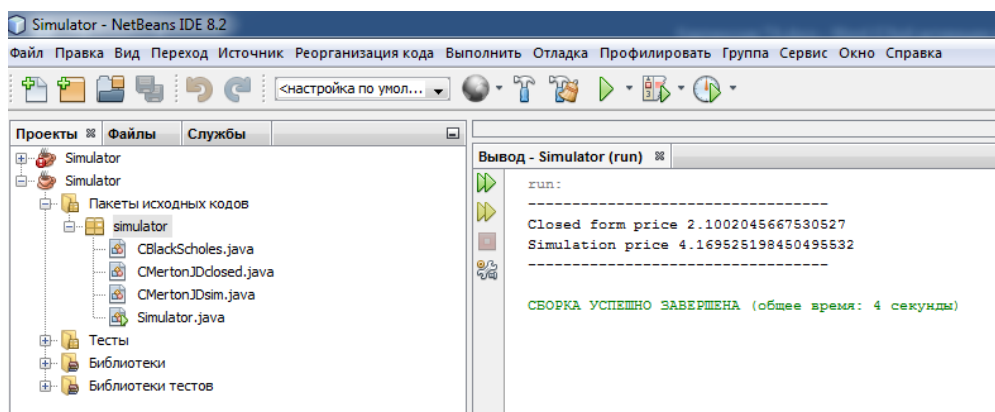 Simulator - NetBeans IDE 8.2
Файл Правка Вид Переход Источник Реорганизация кода Выполнить Отладка Профилировать Группа Сервис Окно Справка
<настройка по умол...
Проекты Файлы Службы
Simulator
Simulator
Пакеты исходных кодов
simulator
CBlackScholes.java
CMertonJDclosed.java
CMertonJDsim.java
Simulator.java
Тесты
Библиотеки
Библиотеки тестов
Вывод - Simulator (run)
run:
----------------------------------
Closed form price 2.1002045667530527
Simulation price 4.169525198450495532
----------------------------------
СБОРКА УСПЕШНО ЗАВЕРШЕНА (общее время: 4 секунды)